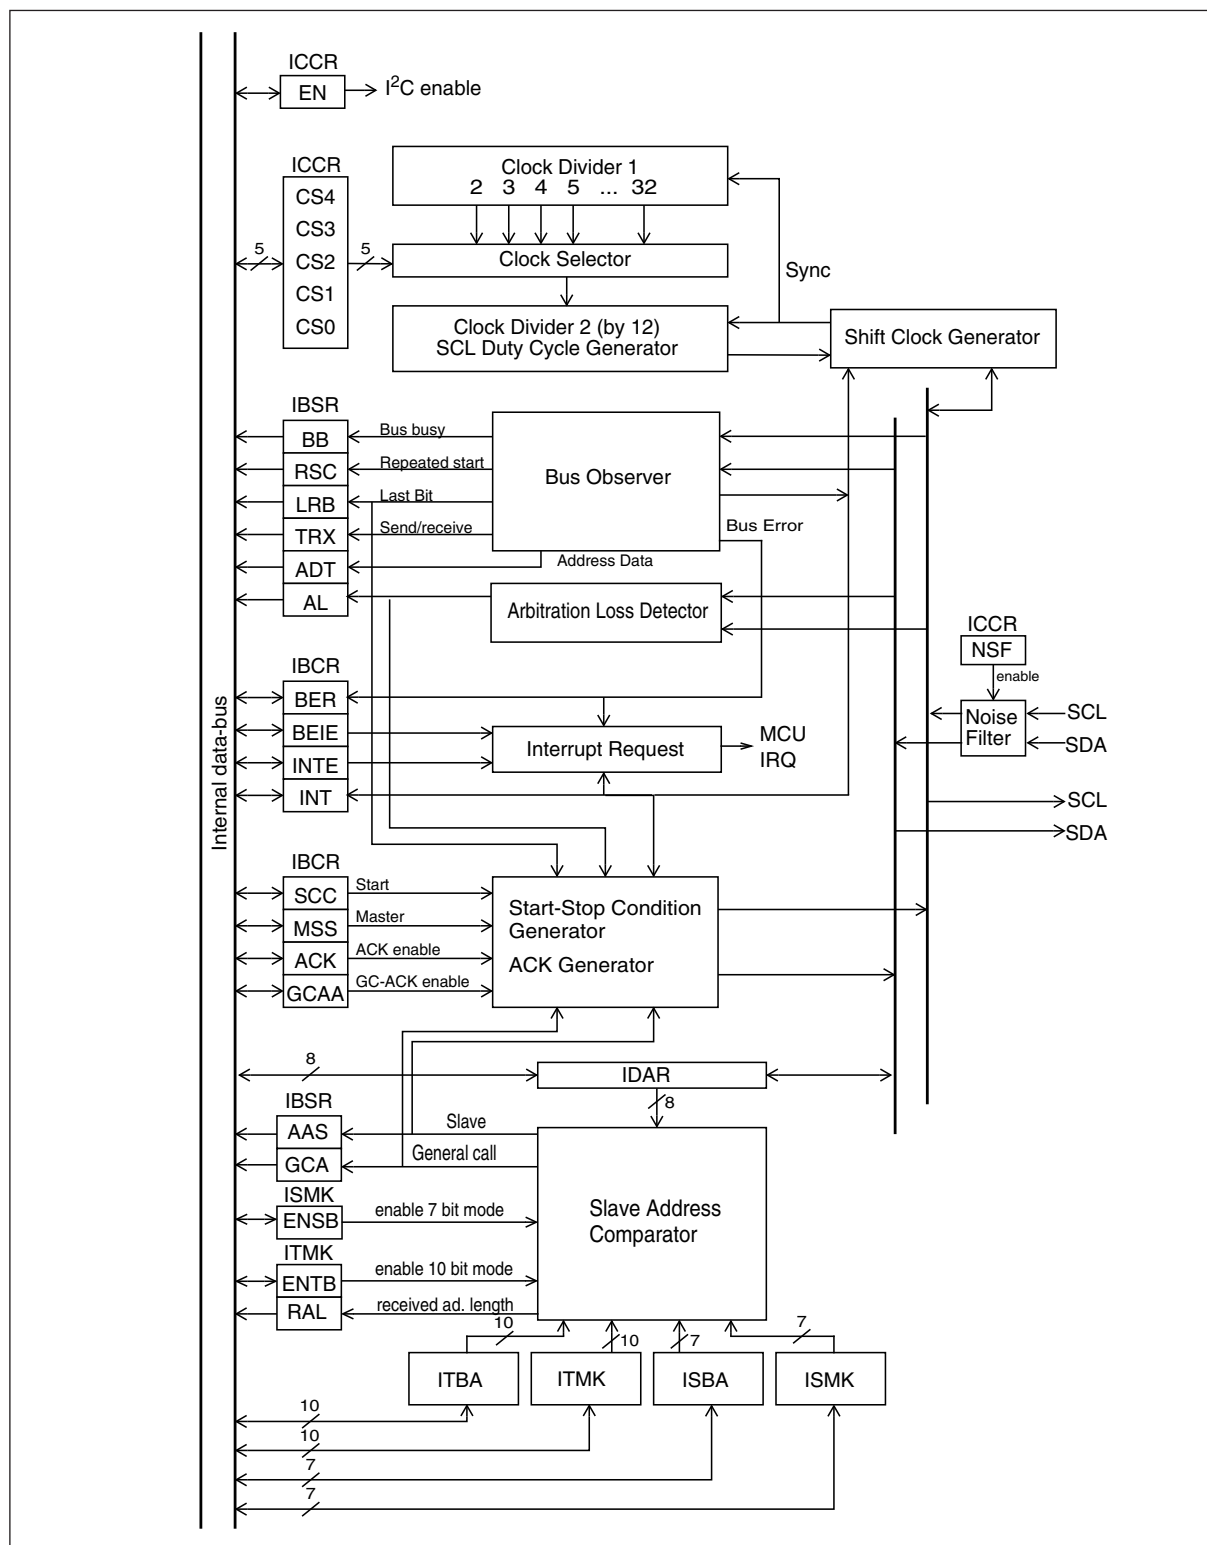 ICCR
EN
I2C enable
ICCR
CS4
CS3
CS2
CS1
CS0
5
5
Clock Divider 1
2 3 4 5 ... 32
Clock Selector
Sync
Clock Divider 2 (by 12)
SCL Duty Cycle Generator
Shift Clock Generator
IBSR
BB
RSC
LRB
TRX
ADT
AL
Bus busy
Repeated start
Last Bit
Send/receive
Address Data
Bus Observer
Bus Error
Arbitration Loss Detector
ICCR
NSF
enable
Noise
Filter
SCL
SDA
SCL
SDA
Internal data-bus
IBCR
BER
BEIE
INTE
INT
Interrupt Request
MCU
IRQ
IBCR
SCC
MSS
ACK
GCAA
Start
Master
ACK enable
GC-ACK enable
Start-Stop Condition
Generator
ACK Generator
8
IDAR
8
IBSR
AAS
GCA
Slave
General call
ISMK
ENSB
enable 7 bit mode
ITMK
ENTB
RAL
enable 10 bit mode
received ad. length
Slave Address
Comparator
10
10
7
7
ITBA
ITMK
ISBA
ISMK
10
10
7
7